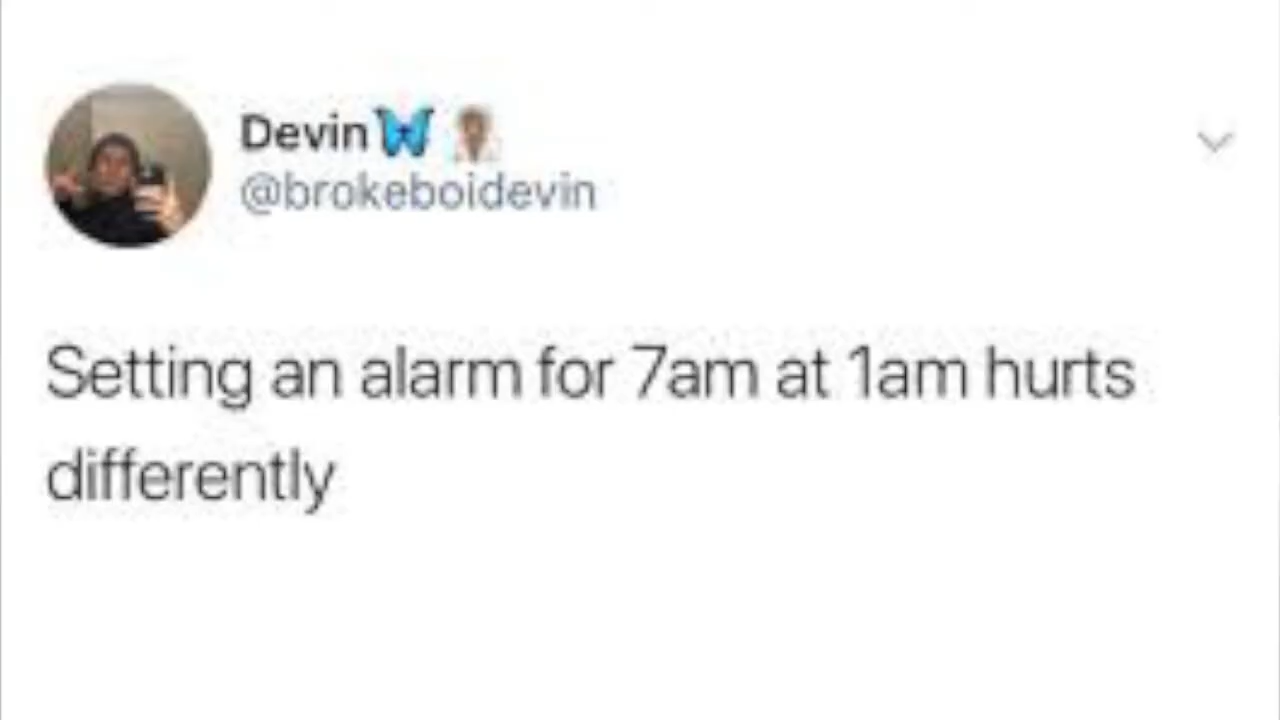 Devin🦋
@brokeboidevin
Setting an alarm for 7am at 1am hurts
differently